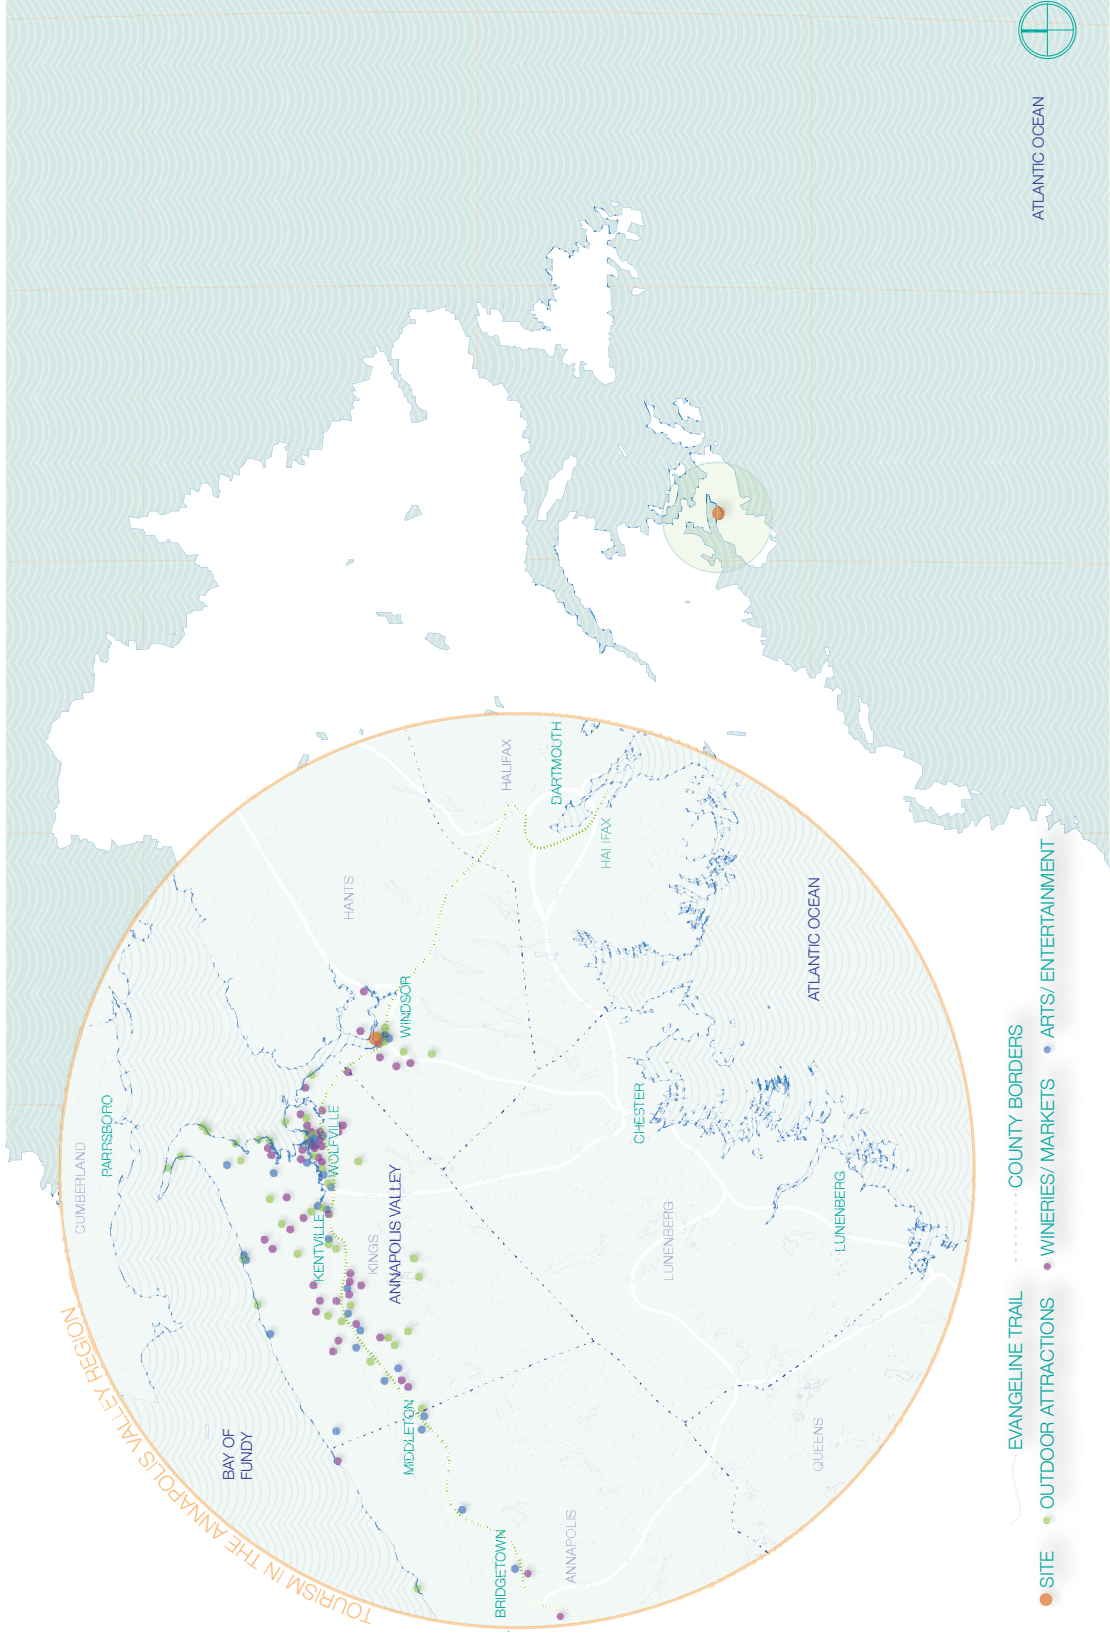 ATLANTIC OCEAN
TOURISM IN THE ANNAPOLIS VALLEY REGION
CUMBERLAND
PARRSBORO
BAY OF
FUNDY
HANTS
WINDSOR
WOLFVILLE
KENTVILLE
KINGS
ANNAPOLIS VALLEY
MIDDLETON
BRIDGETOWN
ANNAPOLIS
HALIFAX
DARTMOUTH
HALIFAX
CHESTER
LUNENBERG
LUNENBERG
QUEENS
ATLANTIC OCEAN
EVANGELINE TRAIL
COUNTY BORDERS
SITE
OUTDOOR ATTRACTIONS
WINERIES/ MARKETS
ARTS/ ENTERTAINMENT